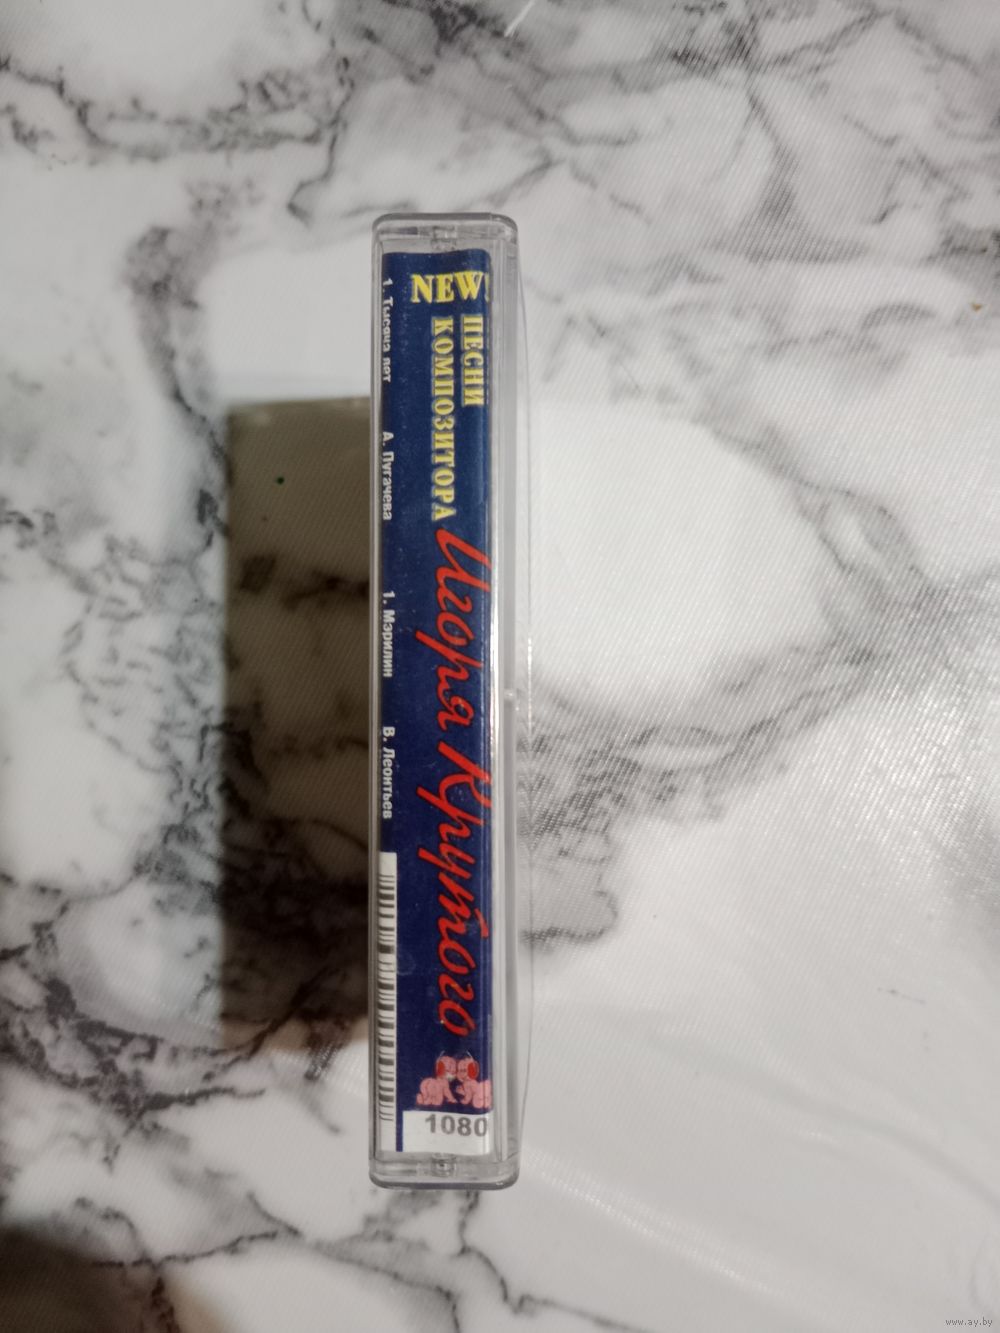 NEW
ПЕСНИ
КОМПОЗИТОРА
Игоря Крутого
1080
1. Тысяча лет А. Пугачева 1. Мэрилин В. Леонтьев
www.ay.by